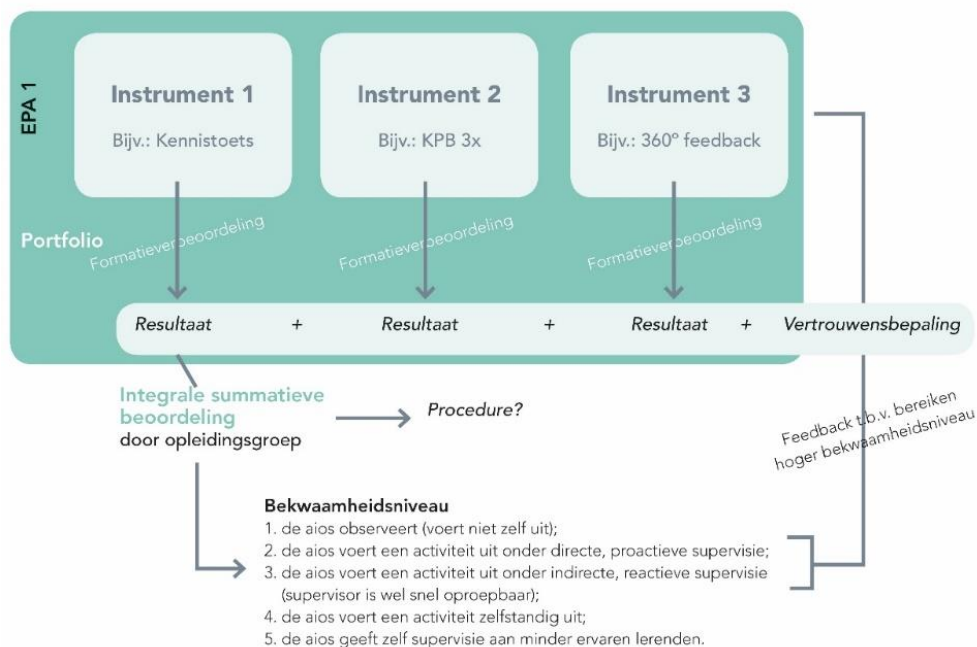 EPA 1
Instrument 1
Bijv.: Kennistoets
Instrument 2
Bijv.: KPB 3x
Instrument 3
Bijv.: 360° feedback
Portfolio
Formatieve beoordeling
Formatieve beoordeling
Formatieve beoordeling
Resultaat + Resultaat + Resultaat + Vertrouwensbepaling
Integrale summatieve
beoordeling
door opleidingsgroep
Procedure?
Feedback t.b.v. bereiken
hoger bekwaamheidsniveau
Bekwaamheidsniveau
1. de aios observeert (voert niet zelf uit);
2. de aios voert een activiteit uit onder directe, proactieve supervisie;
3. de aios voert een activiteit uit onder indirecte, reactieve supervisie
(supervisor is wel snel oproepbaar);
4. de aios voert een activiteit zelfstandig uit;
5. de aios geeft zelf supervisie aan minder ervaren lerenden.